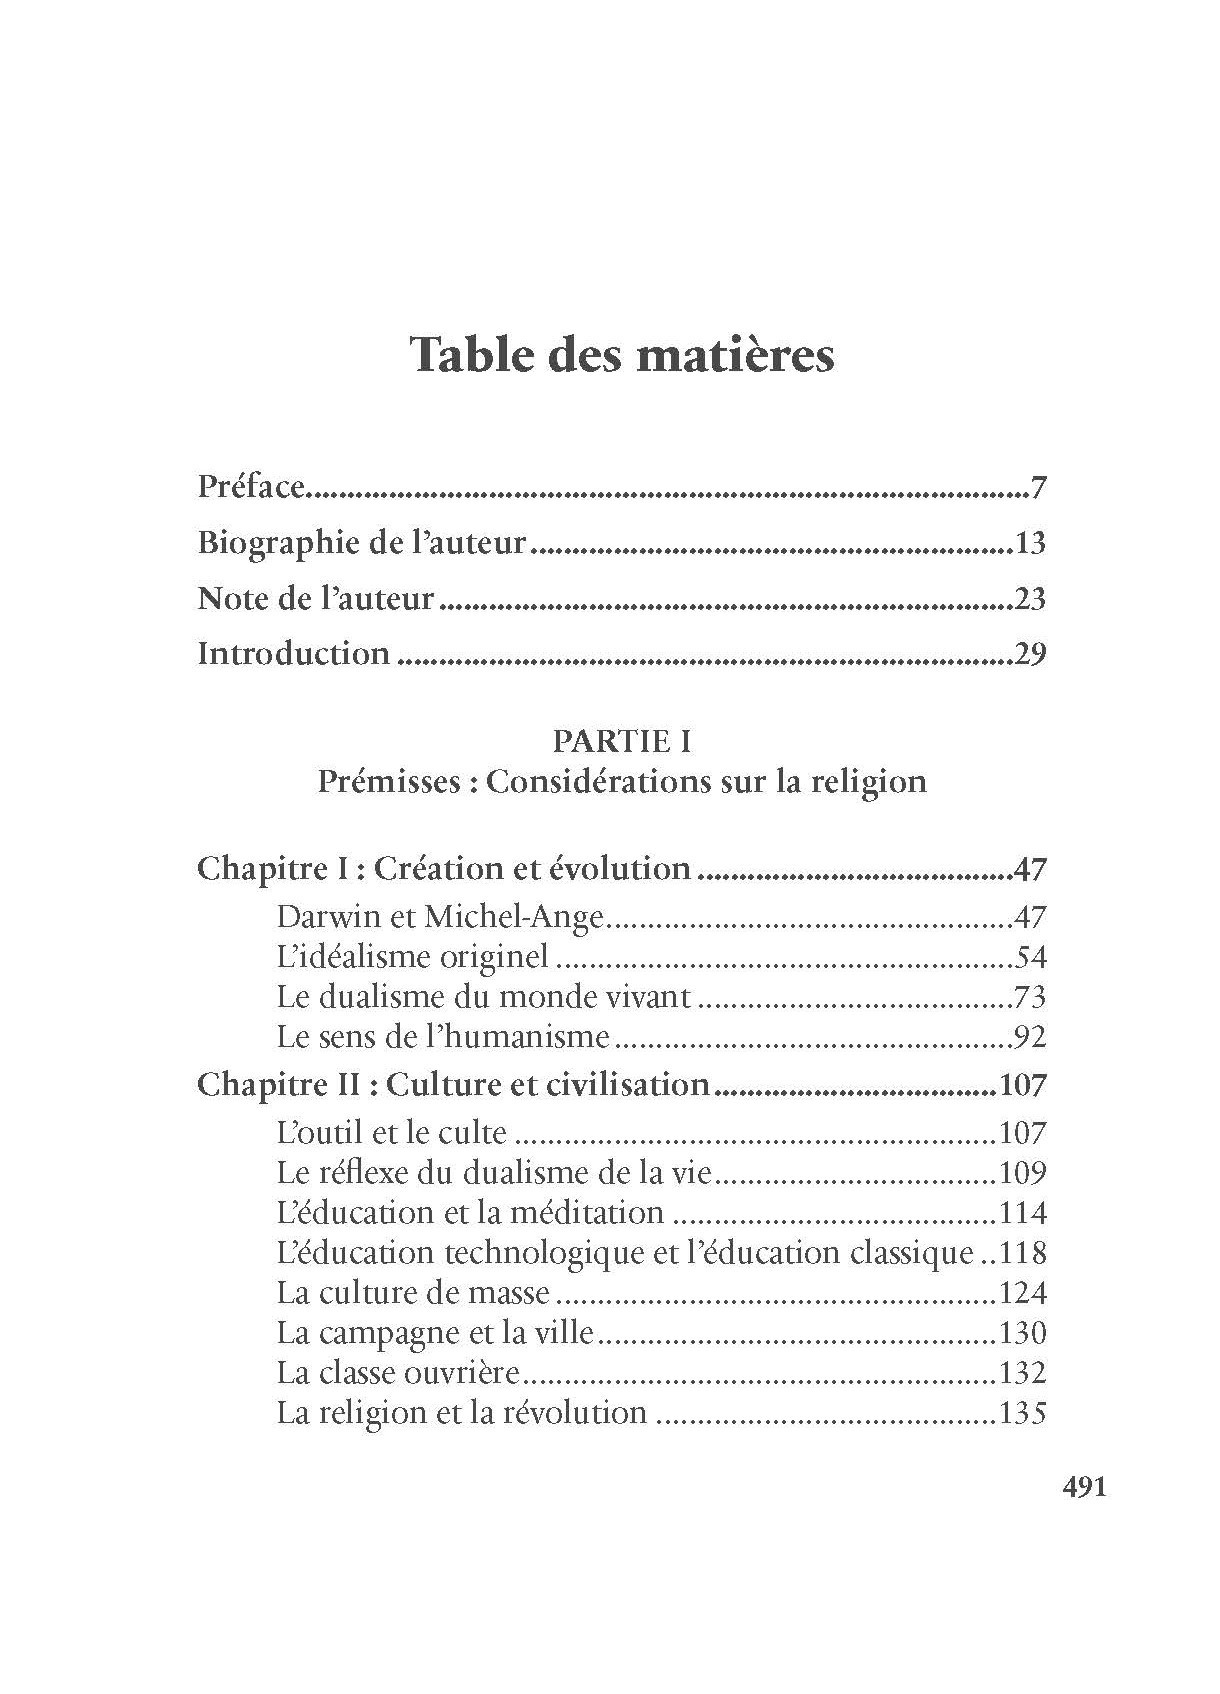 Table des matières
Préface.......................................................................................7
Biographie de l’auteur..........................................................13
Note de l’auteur.....................................................................23
Introduction ..........................................................................29
PARTIE I
Prémisses : Considérations sur la religion
Chapitre I : Création et évolution......................................47
Darwin et Michel-Ange.................................................47
L’idéalisme originel .......................................................54
Le dualisme du monde vivant ......................................73
Le sens de l’humanisme................................................92
Chapitre II : Culture et civilisation..................................107
L’outil et le culte ..........................................................107
Le réflexe du dualisme de la vie..................................109
L’éducation et la méditation .......................................114
L’éducation technologique et l’éducation classique ..118
La culture de masse .....................................................124
La campagne et la ville................................................130
La classe ouvrière.........................................................132
La religion et la révolution .........................................135
491